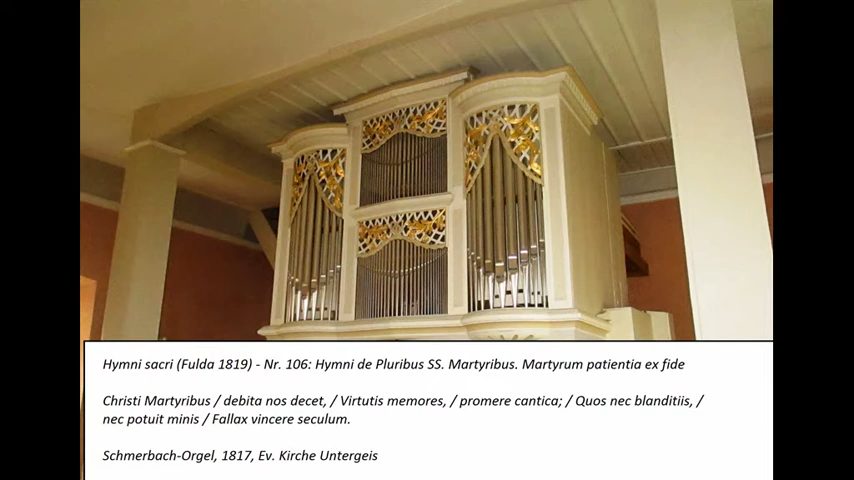 Hymni sacri (Fulda 1819) - Nr. 106: Hymni de Pluribus SS. Martyribus. Martyrum patientia ex fide
Christi Martyribus / debita nos decet, / Virtutis memores, / promere cantica; / Quos nec blanditiis, /
nec potuit minis / Fallax vincere seculum.
Schmerbach-Orgel, 1817, Ev. Kirche Untergeis